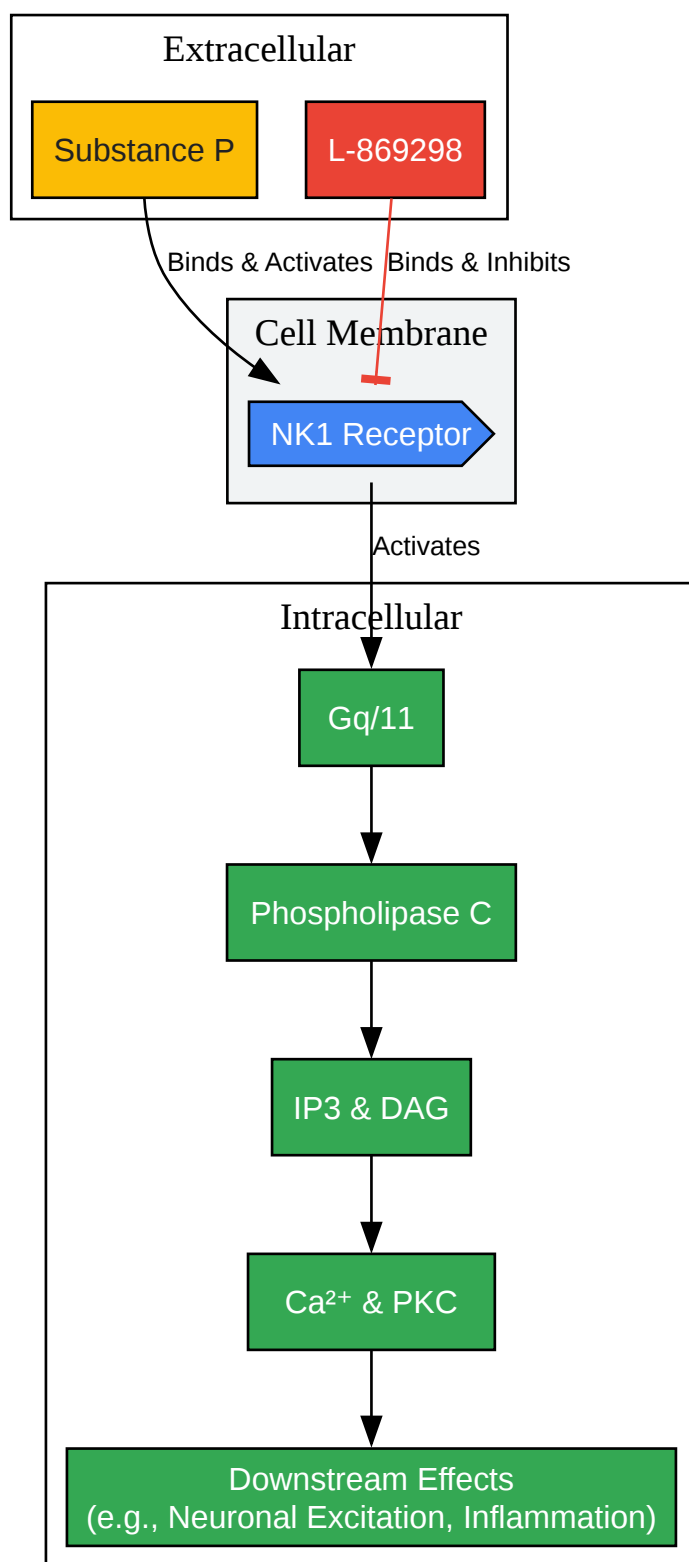 Extracellular
Substance P
L-869298
Binds & Activates
Binds & Inhibits
Cell Membrane
NK1 Receptor
Activates
Intracellular
Gq/11
Phospholipase C
IP3 & DAG
Ca²⁺ & PKC
Downstream Effects
(e.g., Neuronal Excitation, Inflammation)